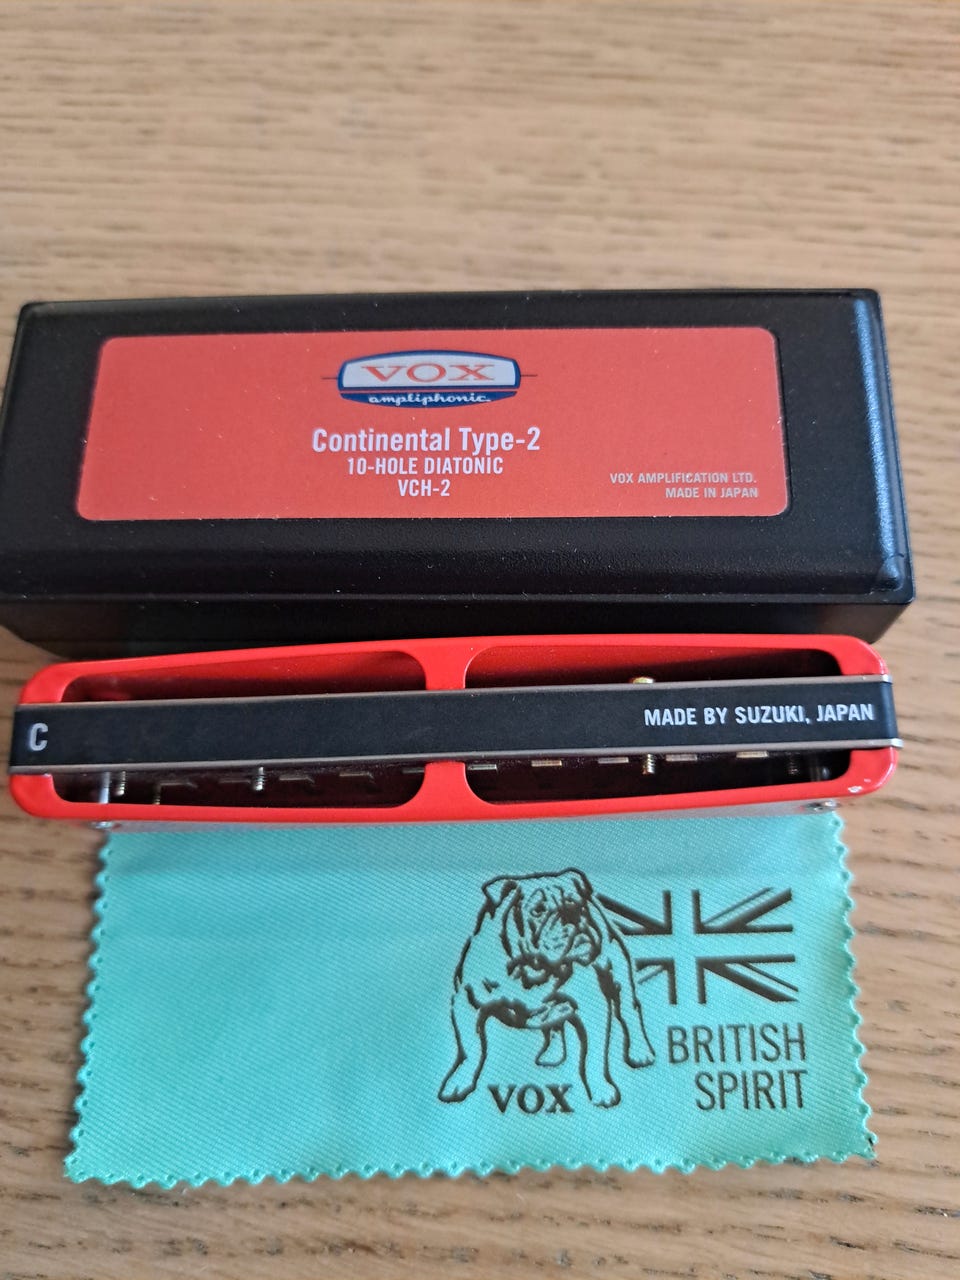 VOX
ampliphonic
Continental Type-2
10-HOLE DIATONIC
VCH-2
VOX AMPLIFICATION LTD.
MADE IN JAPAN
C
MADE BY SUZUKI, JAPAN
VOX
BRITISH
SPIRIT